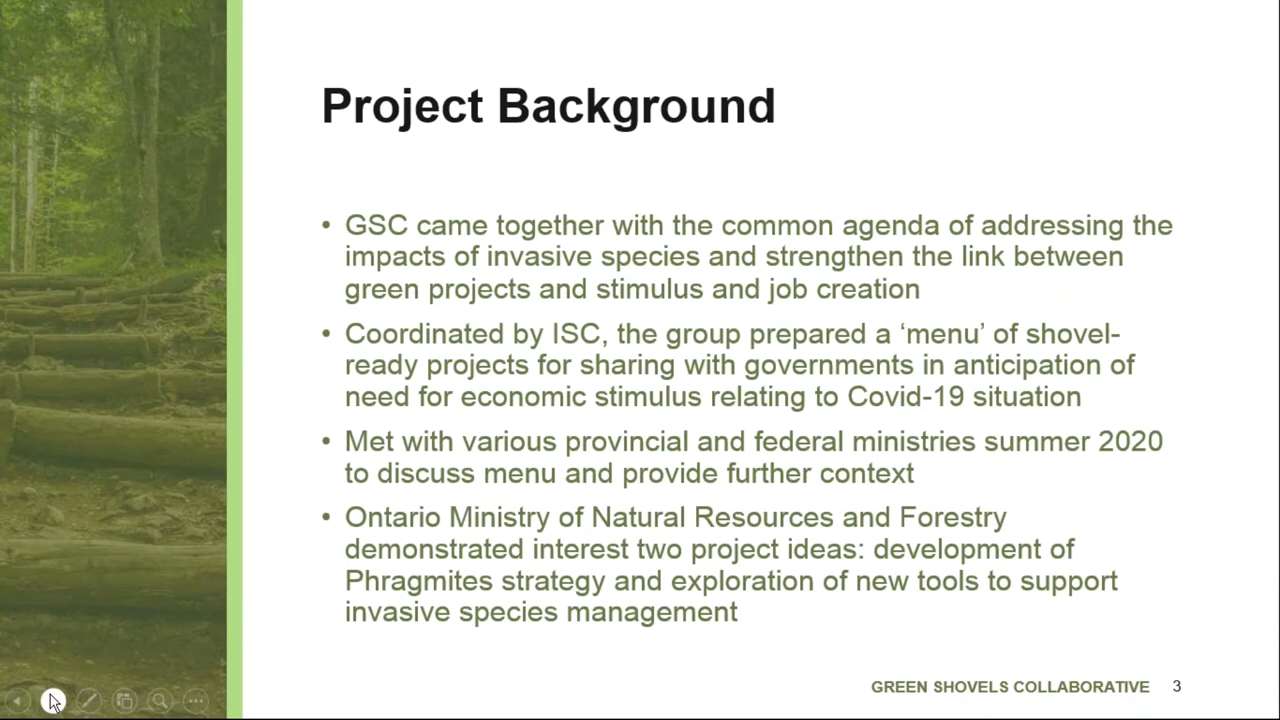 Project Background
• GSC came together with the common agenda of addressing the
impacts of invasive species and strengthen the link between
green projects and stimulus and job creation
• Coordinated by ISC, the group prepared a ‘menu’ of shovel-
ready projects for sharing with governments in anticipation of
need for economic stimulus relating to Covid-19 situation
• Met with various provincial and federal ministries summer 2020
to discuss menu and provide further context
• Ontario Ministry of Natural Resources and Forestry
demonstrated interest two project ideas: development of
Phragmites strategy and exploration of new tools to support
invasive species management
GREEN SHOVELS COLLABORATIVE 3